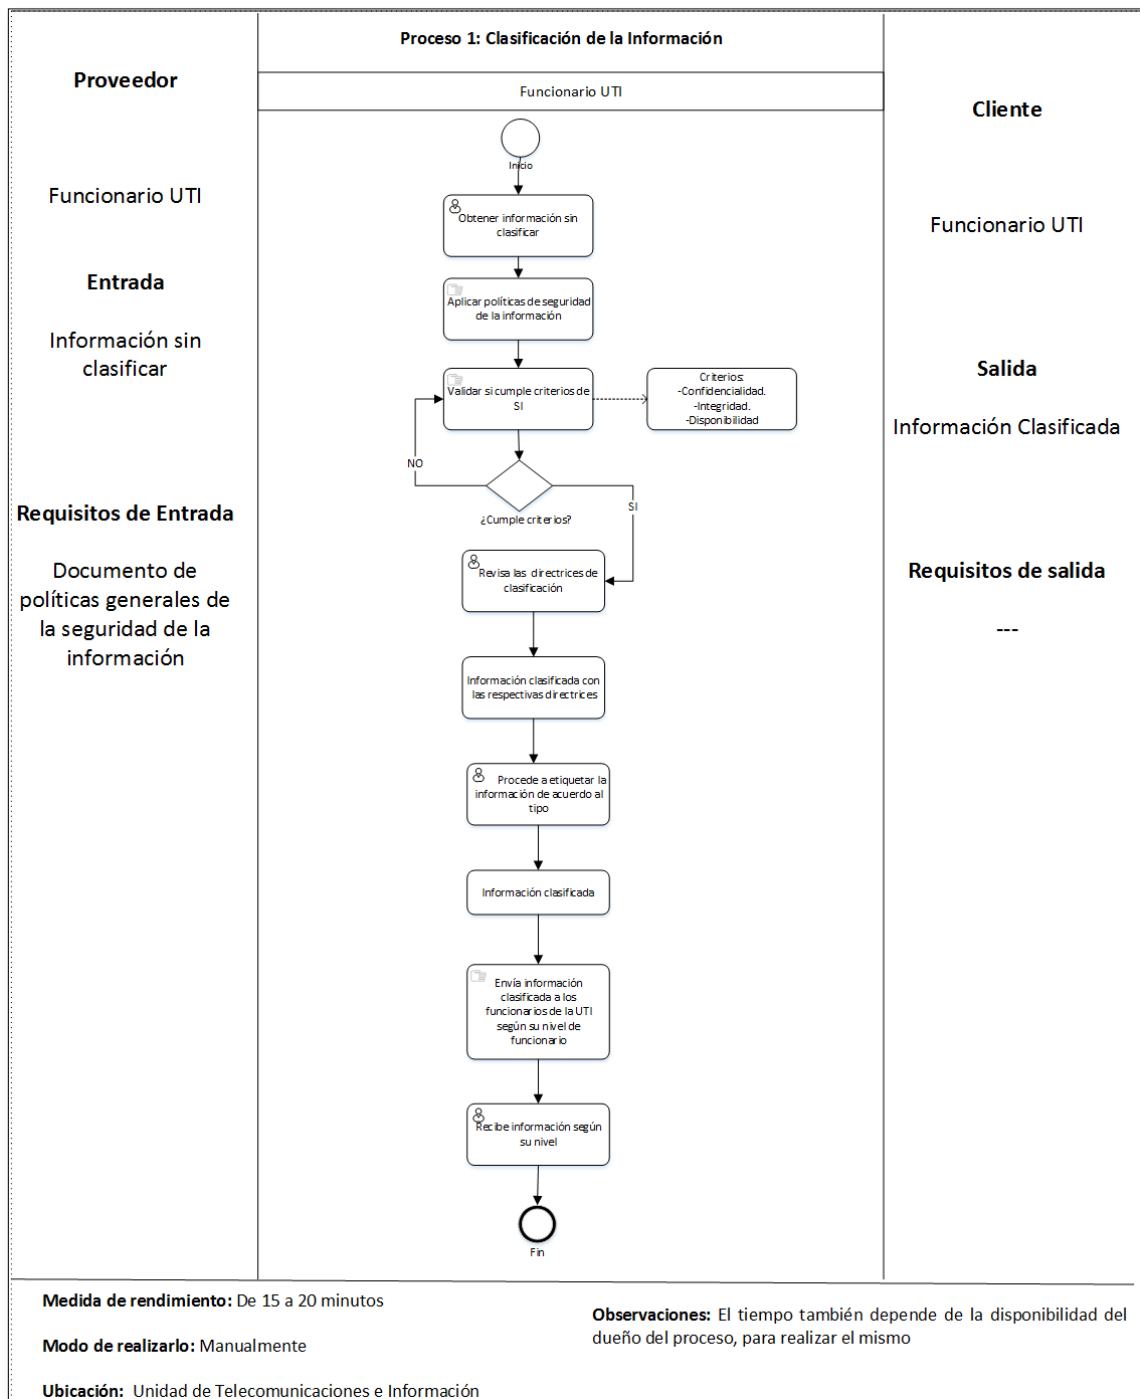 Proceso 1: Clasificación de la Información
Funcionario UTI
Proveedor
Funcionario UTI
Entrada
Información sin
clasificar
Requisitos de Entrada
Documento de
políticas generales de
la seguridad de la
información
Inicio
Obtener información sin
clasificar
Aplicar políticas de seguridad
de la información
Validar si cumple criterios de
SI
Criterios:
-Confidencialidad.
-Integridad.
-Disponibilidad
NO
SI
¿Cumple criterios?
Revisa las directrices de
clasificación
Información clasificada con
las respectivas directrices
Procede a etiquetar la
información de acuerdo al
tipo
Información clasificada
Envía información
clasificada a los
funcionarios de la UTI
según su nivel de
funcionario
Recibe información según
su nivel
Fin
Cliente
Funcionario UTI
Salida
Información Clasificada
Requisitos de salida
---
Medida de rendimiento: De 15 a 20 minutos
Modo de realizarlo: Manualmente
Ubicación: Unidad de Telecomunicaciones e Información
Observaciones: El tiempo también depende de la disponibilidad del
dueño del proceso, para realizar el mismo